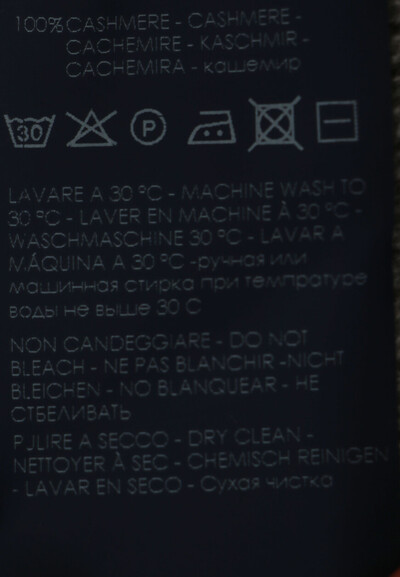 100% CASHMERE - CASHMERE -
CACHEMIRE - KASCHMIR -
CACHEMIRA - кашемир
30 P
LAVARE A 30 °C - MACHINE WASH TO
30 °C - LAVER EN MACHINE À 30 °C -
WASCHMASCHINE 30 °C - LAVAR A
MÁQUINA A 30 °C -ручная или
машинная стирка при температуре
воды не выше 30 C
NON CANDEGGIARE - DO NOT
BLEACH - NE PAS BLANCHIR -NICHT
BLEICHEN - NO BLANQUEAR - НЕ
СТБЕЛИВАТЬ
PULIRE A SECCO - DRY CLEAN -
NETTOYER À SEC - CHEMISCH REINIGEN
- LAVAR EN SECO - Сухая чистка